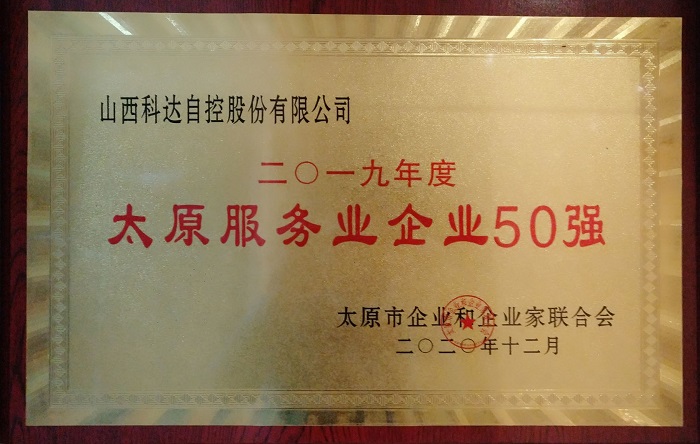 山西科达自控股份有限公司
二〇一九年度
太原服务业企业50强
太原市企业和企业家联合会
二〇二〇年十二月